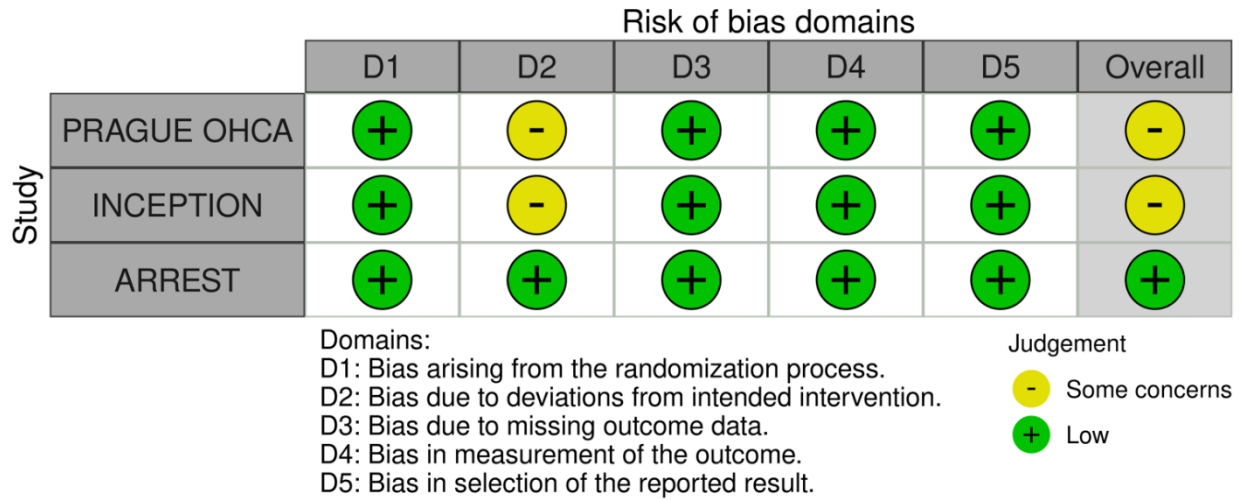 Risk of bias domains
D1 D2 D3 D4 D5 Overall
Study
PRAGUE OHCA + - + + + -
INCEPTION + - + + + -
ARREST + + + + + +
Domains:
D1: Bias arising from the randomization process.
D2: Bias due to deviations from intended intervention.
D3: Bias due to missing outcome data.
D4: Bias in measurement of the outcome.
D5: Bias in selection of the reported result.
Judgement
- Some concerns
+ Low